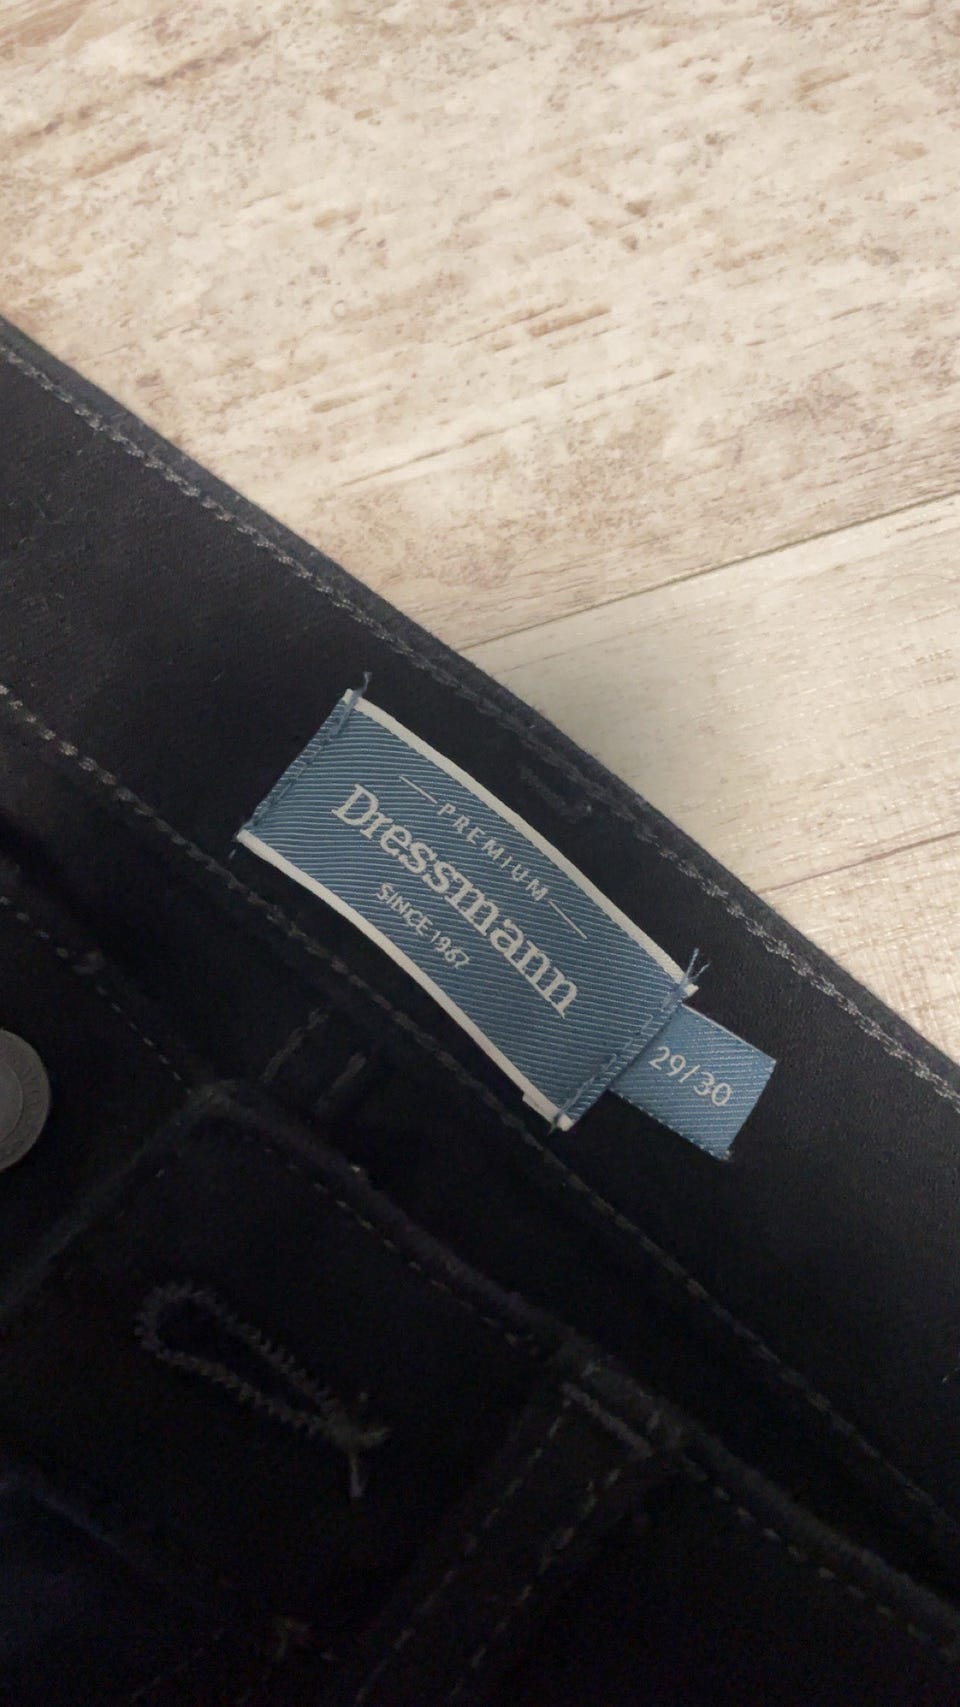 PREMIUM
Dressmann
SINCE 1967
29/30